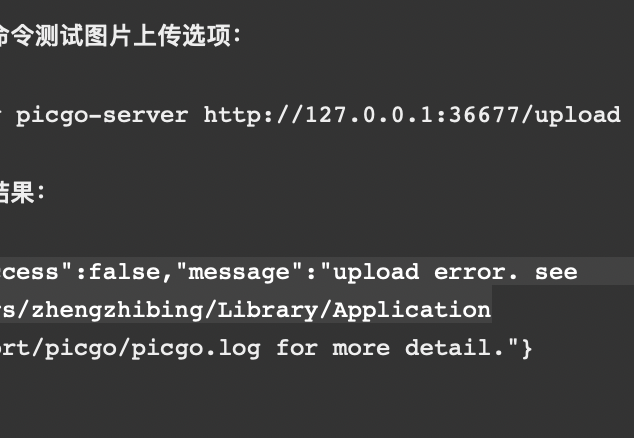 命令测试图片上传选项：
picgo-server http://127.0.0.1:36677/upload
结果：
ccess":false,"message":"upload error. see
rs/zhengzhibing/Library/Application
ort/picgo/picgo.log for more detail."}